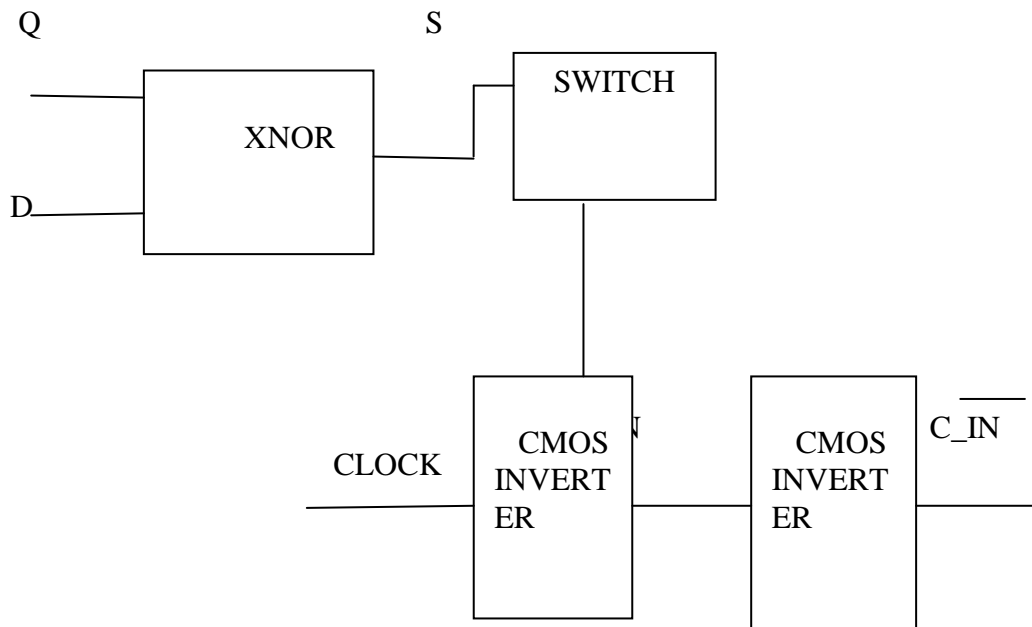 Q
S
SWITCH
XNOR
D
CMOS
INVERT
ER
CLOCK
CMOS
INVERT
ER
C_IN